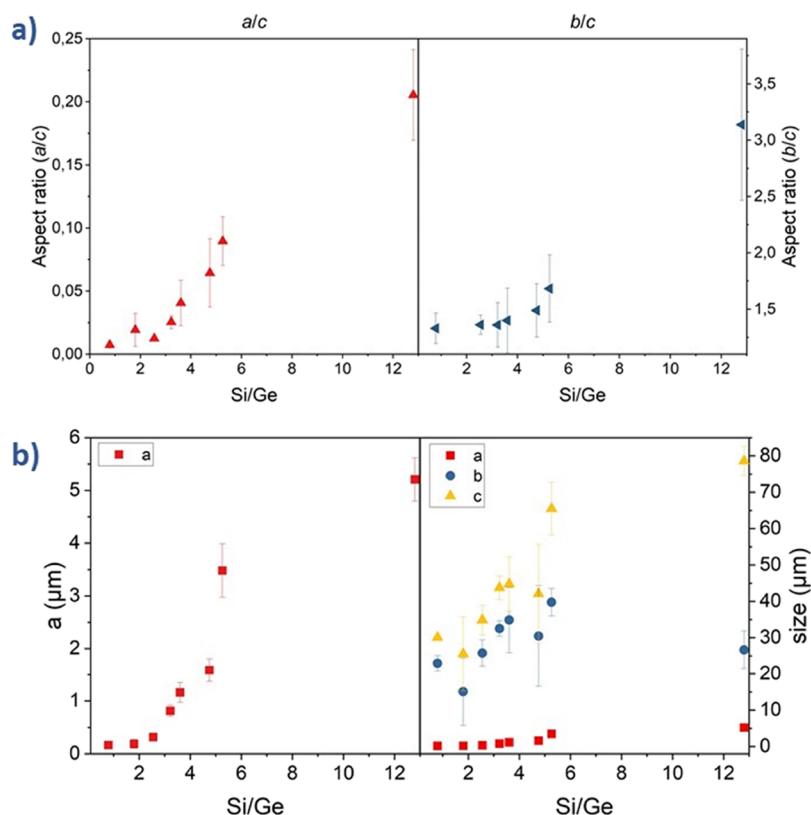 a)
a/c
b/c
0,25
0,20
0,15
0,10
0,05
0,00
Aspect ratio (a/c)
3,5
3,0
2,5
2,0
1,5
Aspect ratio (b/c)
0 2 4 6 8 10 12
2 4 6 8 10 12
Si/Ge
Si/Ge
b)
6
5
4
3
2
1
0
a (μm)
a
a
b
c
80
70
60
50
40
30
20
10
0
size (μm)
2 4 6 8 10 12
2 4 6 8 10 12
Si/Ge
Si/Ge